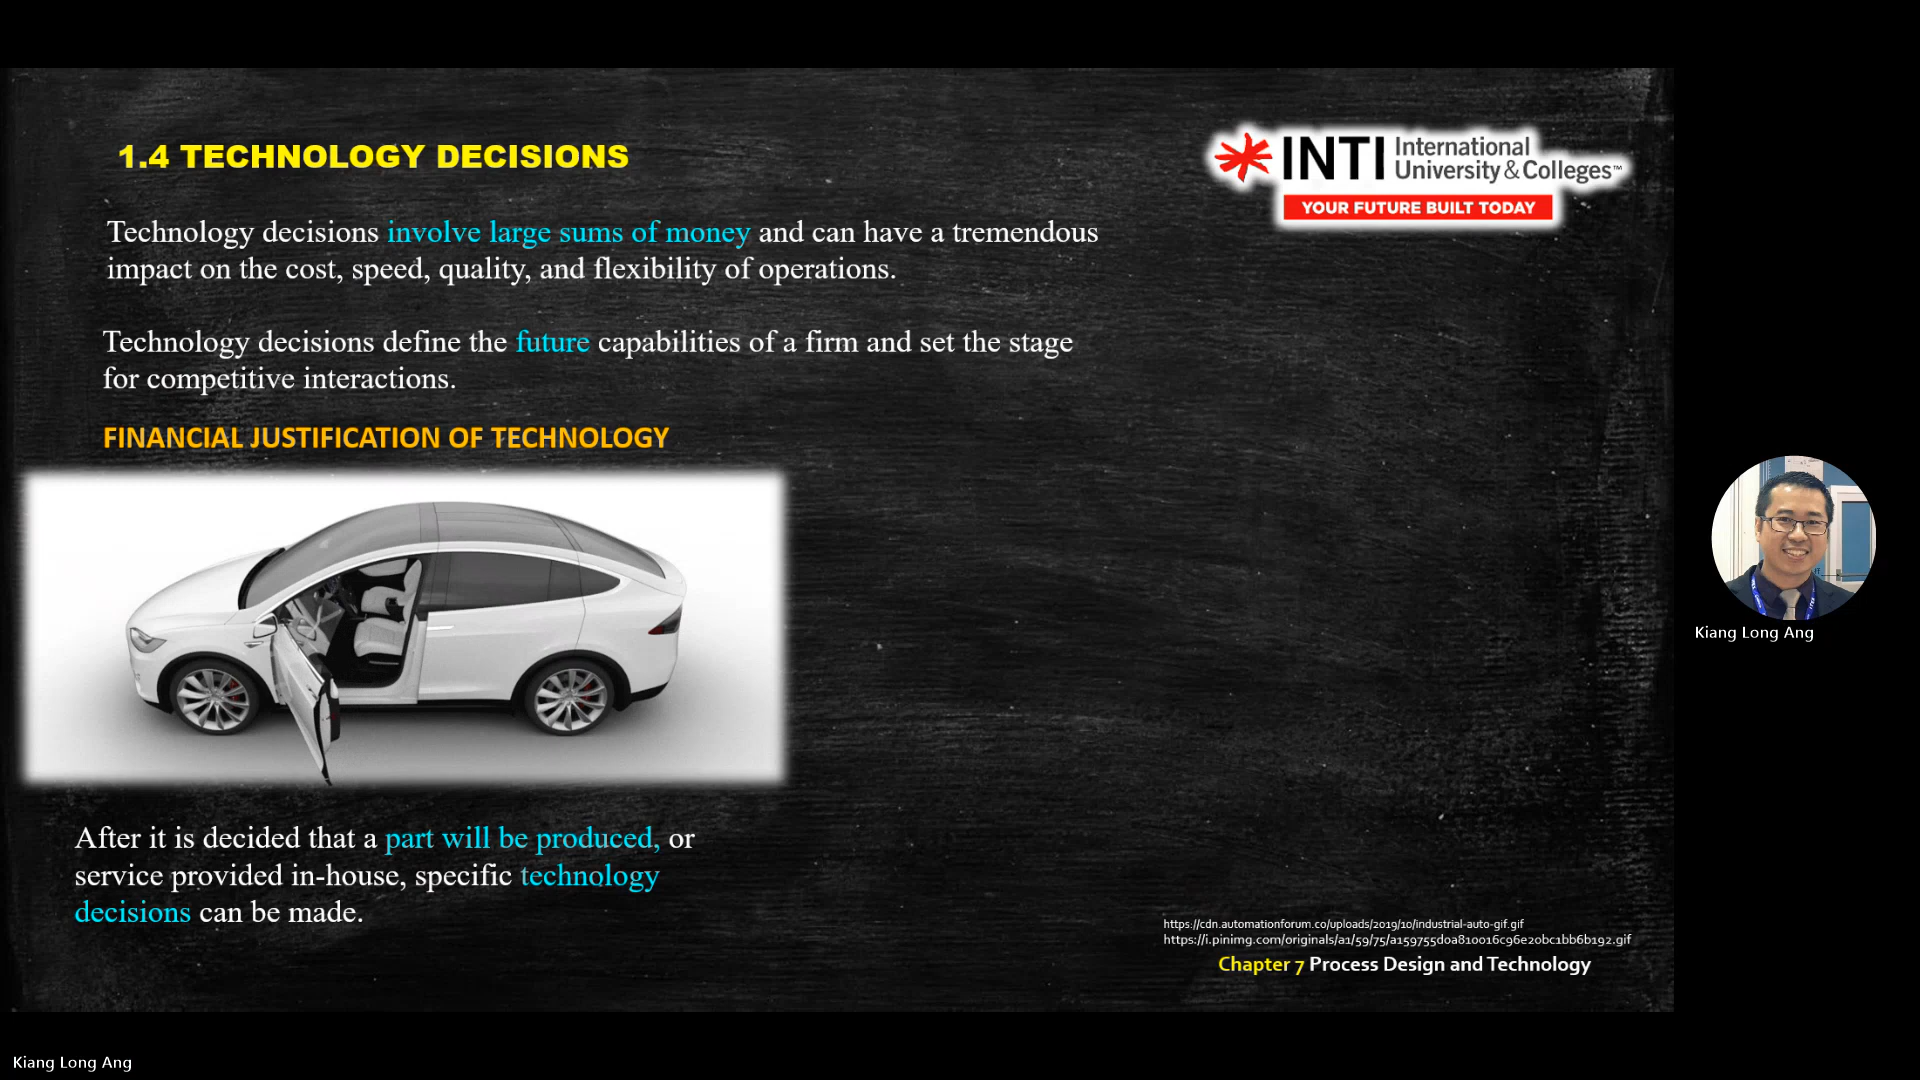 1.4 TECHNOLOGY DECISIONS
INTI International
University & Colleges™
YOUR FUTURE BUILT TODAY
Technology decisions involve large sums of money and can have a tremendous
impact on the cost, speed, quality, and flexibility of operations.
Technology decisions define the future capabilities of a firm and set the stage
for competitive interactions.
FINANCIAL JUSTIFICATION OF TECHNOLOGY
After it is decided that a part will be produced, or
service provided in-house, specific technology
decisions can be made.
https://cdn.automationforum.co/uploads/2019/10/industrial-auto-gif.gif
https://i.pinimg.com/originals/a1/59/75/a159755d0a810016c96e20bc1bb6b192.gif
Chapter 7 Process Design and Technology
Kiang Long Ang
Kiang Long Ang